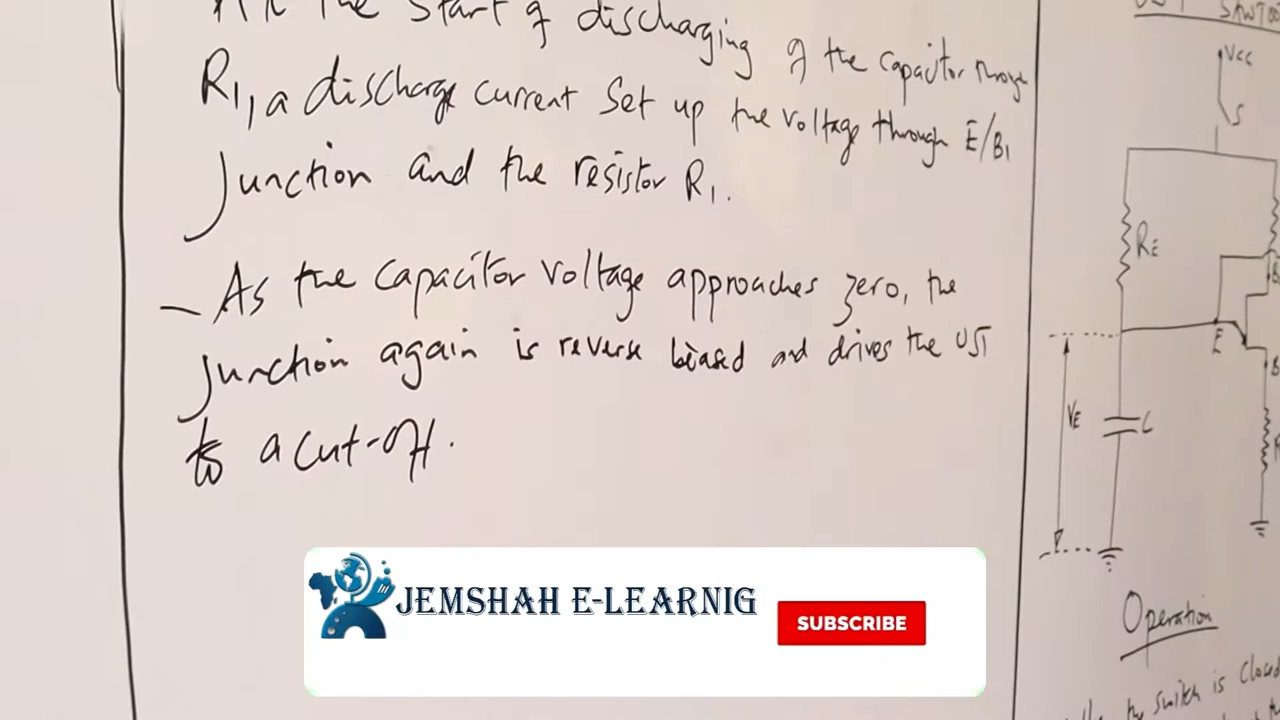 the start of discharging of the capacitor through
R1, a discharge current set up the voltage through E/B1
junction and the resistor R1.
- As the capacitor voltage approaches zero, the
junction again is reverse biased and drives the UJT
to a cut-off.
VCC
S
RE
E
VE
C
Operation
switch is closed
JEMSHAH E-LEARNIG
SUBSCRIBE